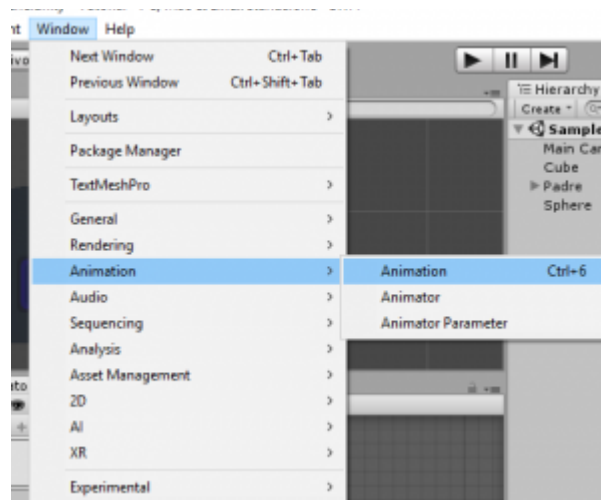 Window Help
Next Window Ctrl+Tab
Previous Window Ctrl+Shift+Tab
Layouts
Package Manager
TextMeshPro
General
Rendering
Animation
Audio
Sequencing
Analysis
Asset Management
2D
AI
XR
Experimental
Animation Ctrl+6
Animator
Animator Parameter
Hierarchy
Create
Sample
Main Car
Cube
Padre
Sphere